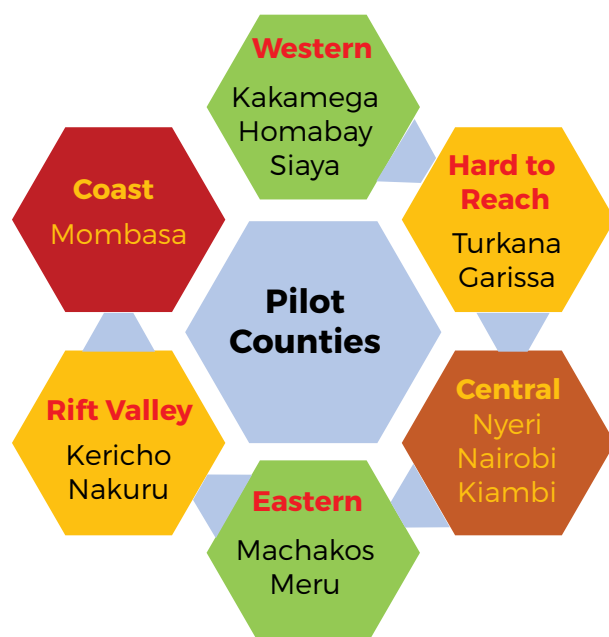 Western
Kakamega
Homabay
Siaya
Hard to
Reach
Turkana
Garissa
Central
Nyeri
Nairobi
Kiambi
Eastern
Machakos
Meru
Rift Valley
Kericho
Nakuru
Coast
Mombasa
Pilot
Counties